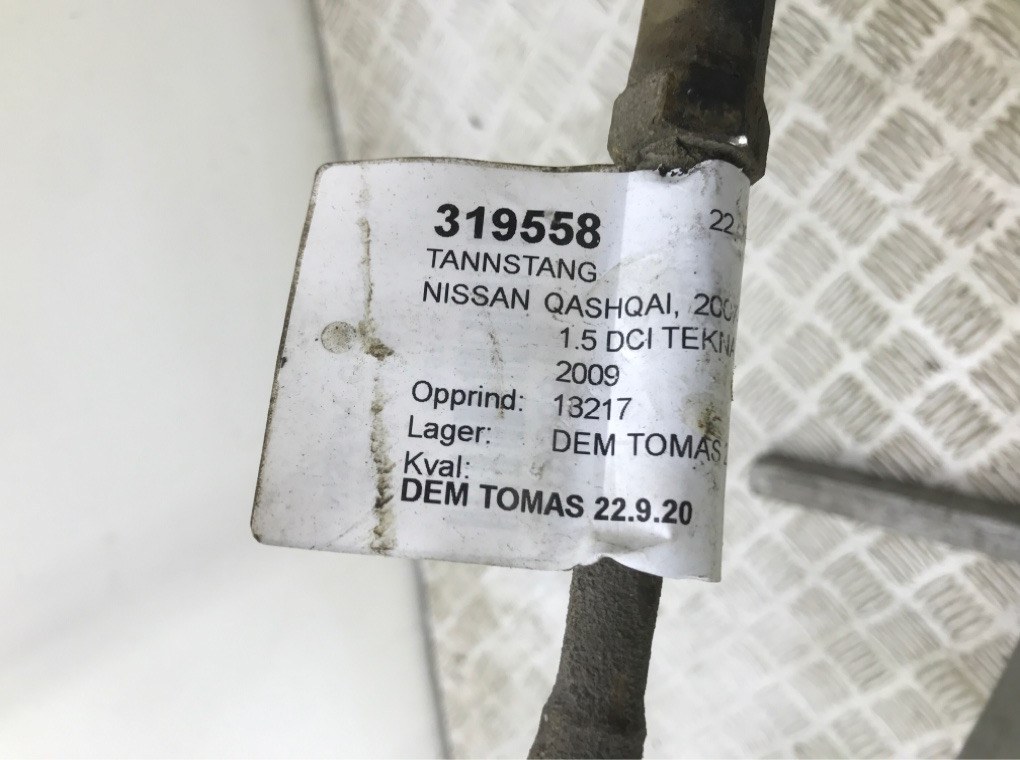 319558 22.
TANNSTANG
NISSAN QASHQAI,
1.5 DCI
2009
Opprind: 13217
Lager: DEM TOMAS
Kval:
DEM TOMAS 22.9.20